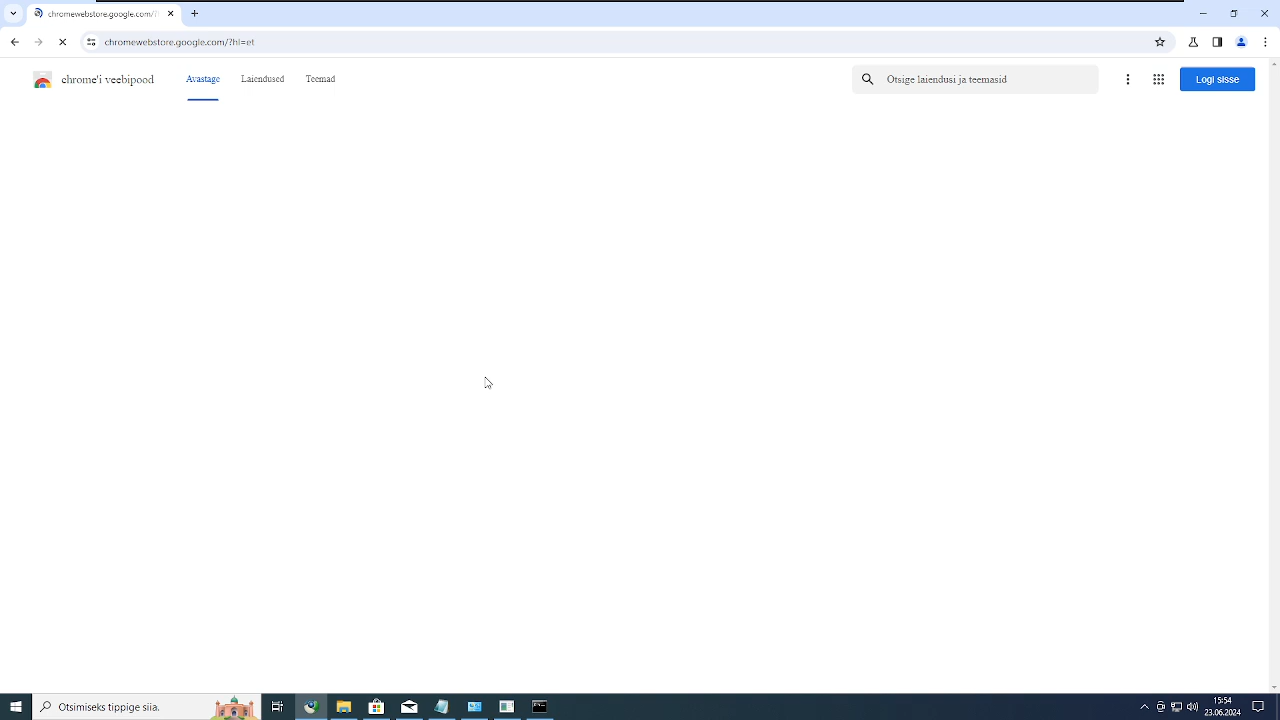 chromewebstore.google.com/?
chromewebstore.google.com/?hl=et
chrome'i veebipood
Avastage
Laiendused
Teemad
Otsige laiendusi ja teemasid
Logi sisse
Otsimiseks tippige siia.
15:54
23.06.2024